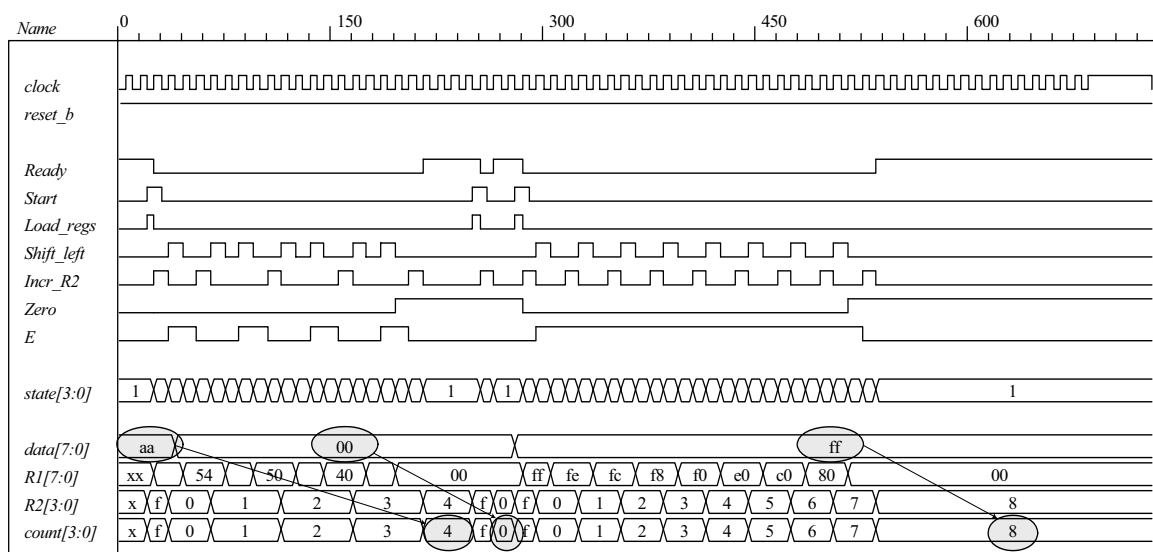 Name 0 150 300 450 600
clock
reset_b
Ready
Start
Load_regs
Shift_left
Incr_R2
Zero
E
state[3:0] 1 1 1 1
data[7:0] aa 00 ff
R1[7:0] xx 54 50 40 00 ff fe fc f8 f0 e0 c0 80 00
R2[3:0] x f 0 1 2 3 4 f 0 f 0 1 2 3 4 5 6 7 8
count[3:0] x f 0 1 2 3 4 f 0 f 0 1 2 3 4 5 6 7 8